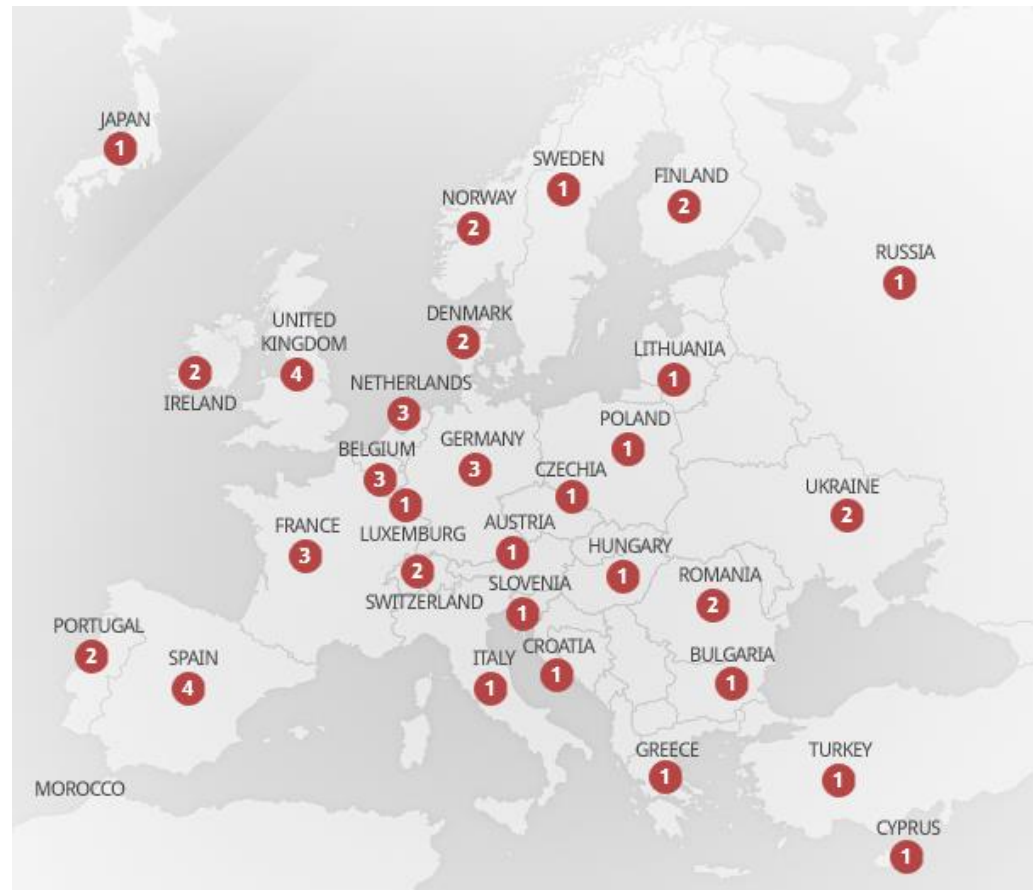 JAPAN
1
SWEDEN
1
FINLAND
2
NORWAY
2
RUSSIA
1
DENMARK
2
UNITED
KINGDOM
4
LITHUANIA
1
2
IRELAND
NETHERLANDS
3
POLAND
1
GERMANY
3
BELGIUM
3
CZECHIA
1
UKRAINE
2
1
LUXEMBURG
FRANCE
3
AUSTRIA
1
HUNGARY
1
2
SWITZERLAND
ROMANIA
2
SLOVENIA
1
PORTUGAL
2
SPAIN
4
ITALY
1
CROATIA
1
BULGARIA
1
GREECE
1
TURKEY
1
MOROCCO
CYPRUS
1